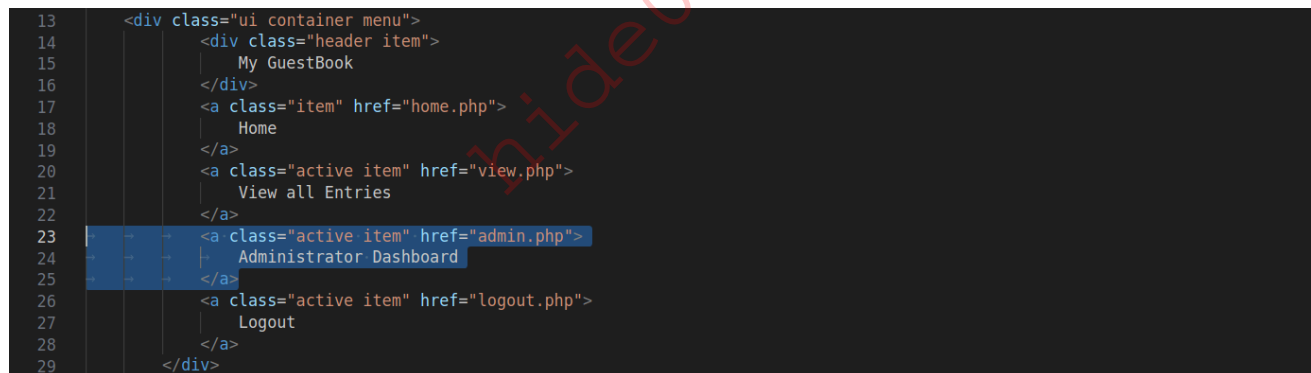 hide
13 <div class="ui container menu">
14 <div class="header item">
15 My GuestBook
16 </div>
17 <a class="item" href="home.php">
18 Home
19 </a>
20 <a class="active item" href="view.php">
21 View all Entries
22 </a>
23 <a class="active item" href="admin.php">
24 Administrator Dashboard
25 </a>
26 <a class="active item" href="logout.php">
27 Logout
28 </a>
29 </div>